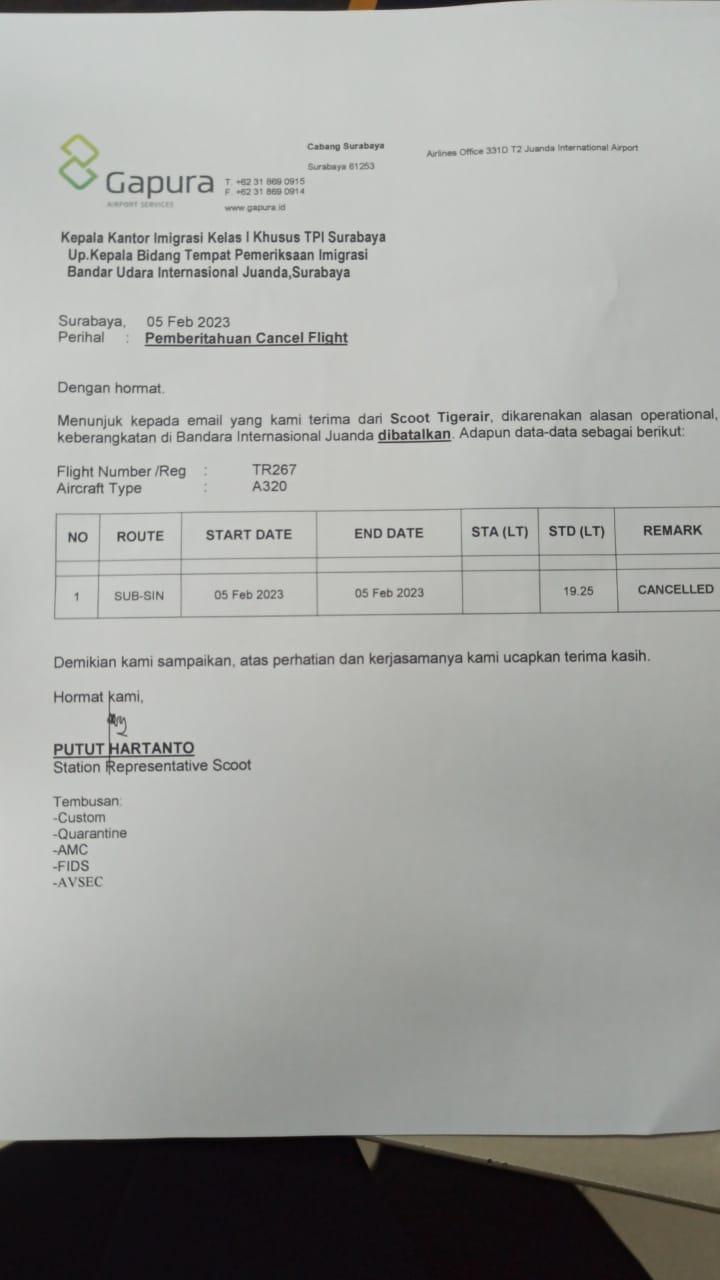 Gapura
AIRPORT SERVICES
Cabang Surabaya
Surabaya 61253
T. +62 31 869 0915
F. +62 31 869 0914
www.gapura.id
Airlines Office 331D T2 Juanda International Airport
Kepala Kantor Imigrasi Kelas I Khusus TPI Surabaya
Up.Kepala Bidang Tempat Pemeriksaan Imigrasi
Bandar Udara Internasional Juanda,Surabaya
Surabaya, 05 Feb 2023
Perihal : Pemberitahuan Cancel Flight
Dengan hormat.
Menunjuk kepada email yang kami terima dari Scoot Tigerair, dikarenakan alasan operational,
keberangkatan di Bandara Internasional Juanda dibatalkan. Adapun data-data sebagai berikut:
Flight Number /Reg : TR267
Aircraft Type : A320
NO ROUTE START DATE END DATE STA (LT) STD (LT) REMARK
1 SUB-SIN 05 Feb 2023 05 Feb 2023 19.25 CANCELLED
Demikian kami sampaikan, atas perhatian dan kerjasamanya kami ucapkan terima kasih.
Hormat kami,
PUTUT HARTANTO
Station Representative Scoot
Tembusan:
-Custom
-Quarantine
-AMC
-FIDS
-AVSEC